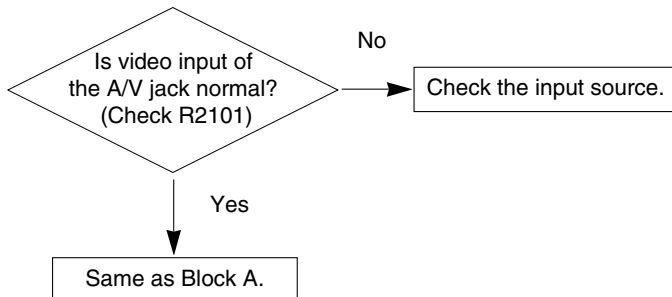 Is video input of
the A/V jack normal?
(Check R2101)
No
Check the input source.
Yes
Same as Block A.